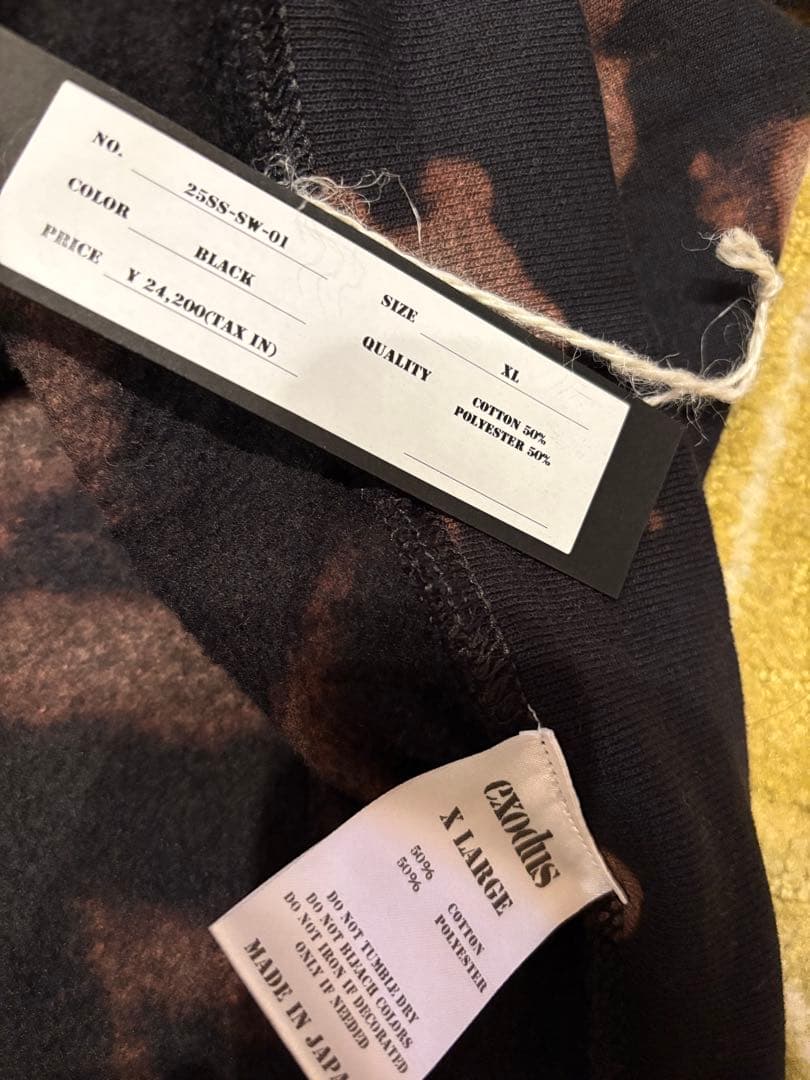 NO. 25SS-SW-01
COLOR BLACK
PRICE Y 24,200(TAX IN)
SIZE XL
QUALITY COTTON 50%
POLYESTER 50%
exodus
X LARGE
50% COTTON
50% POLYESTER
DO NOT TUMBLE DRY
DO NOT BLEACH COLORS
DO NOT IRON IF DECORATED
ONLY IF NEEDED
MADE IN JAPA